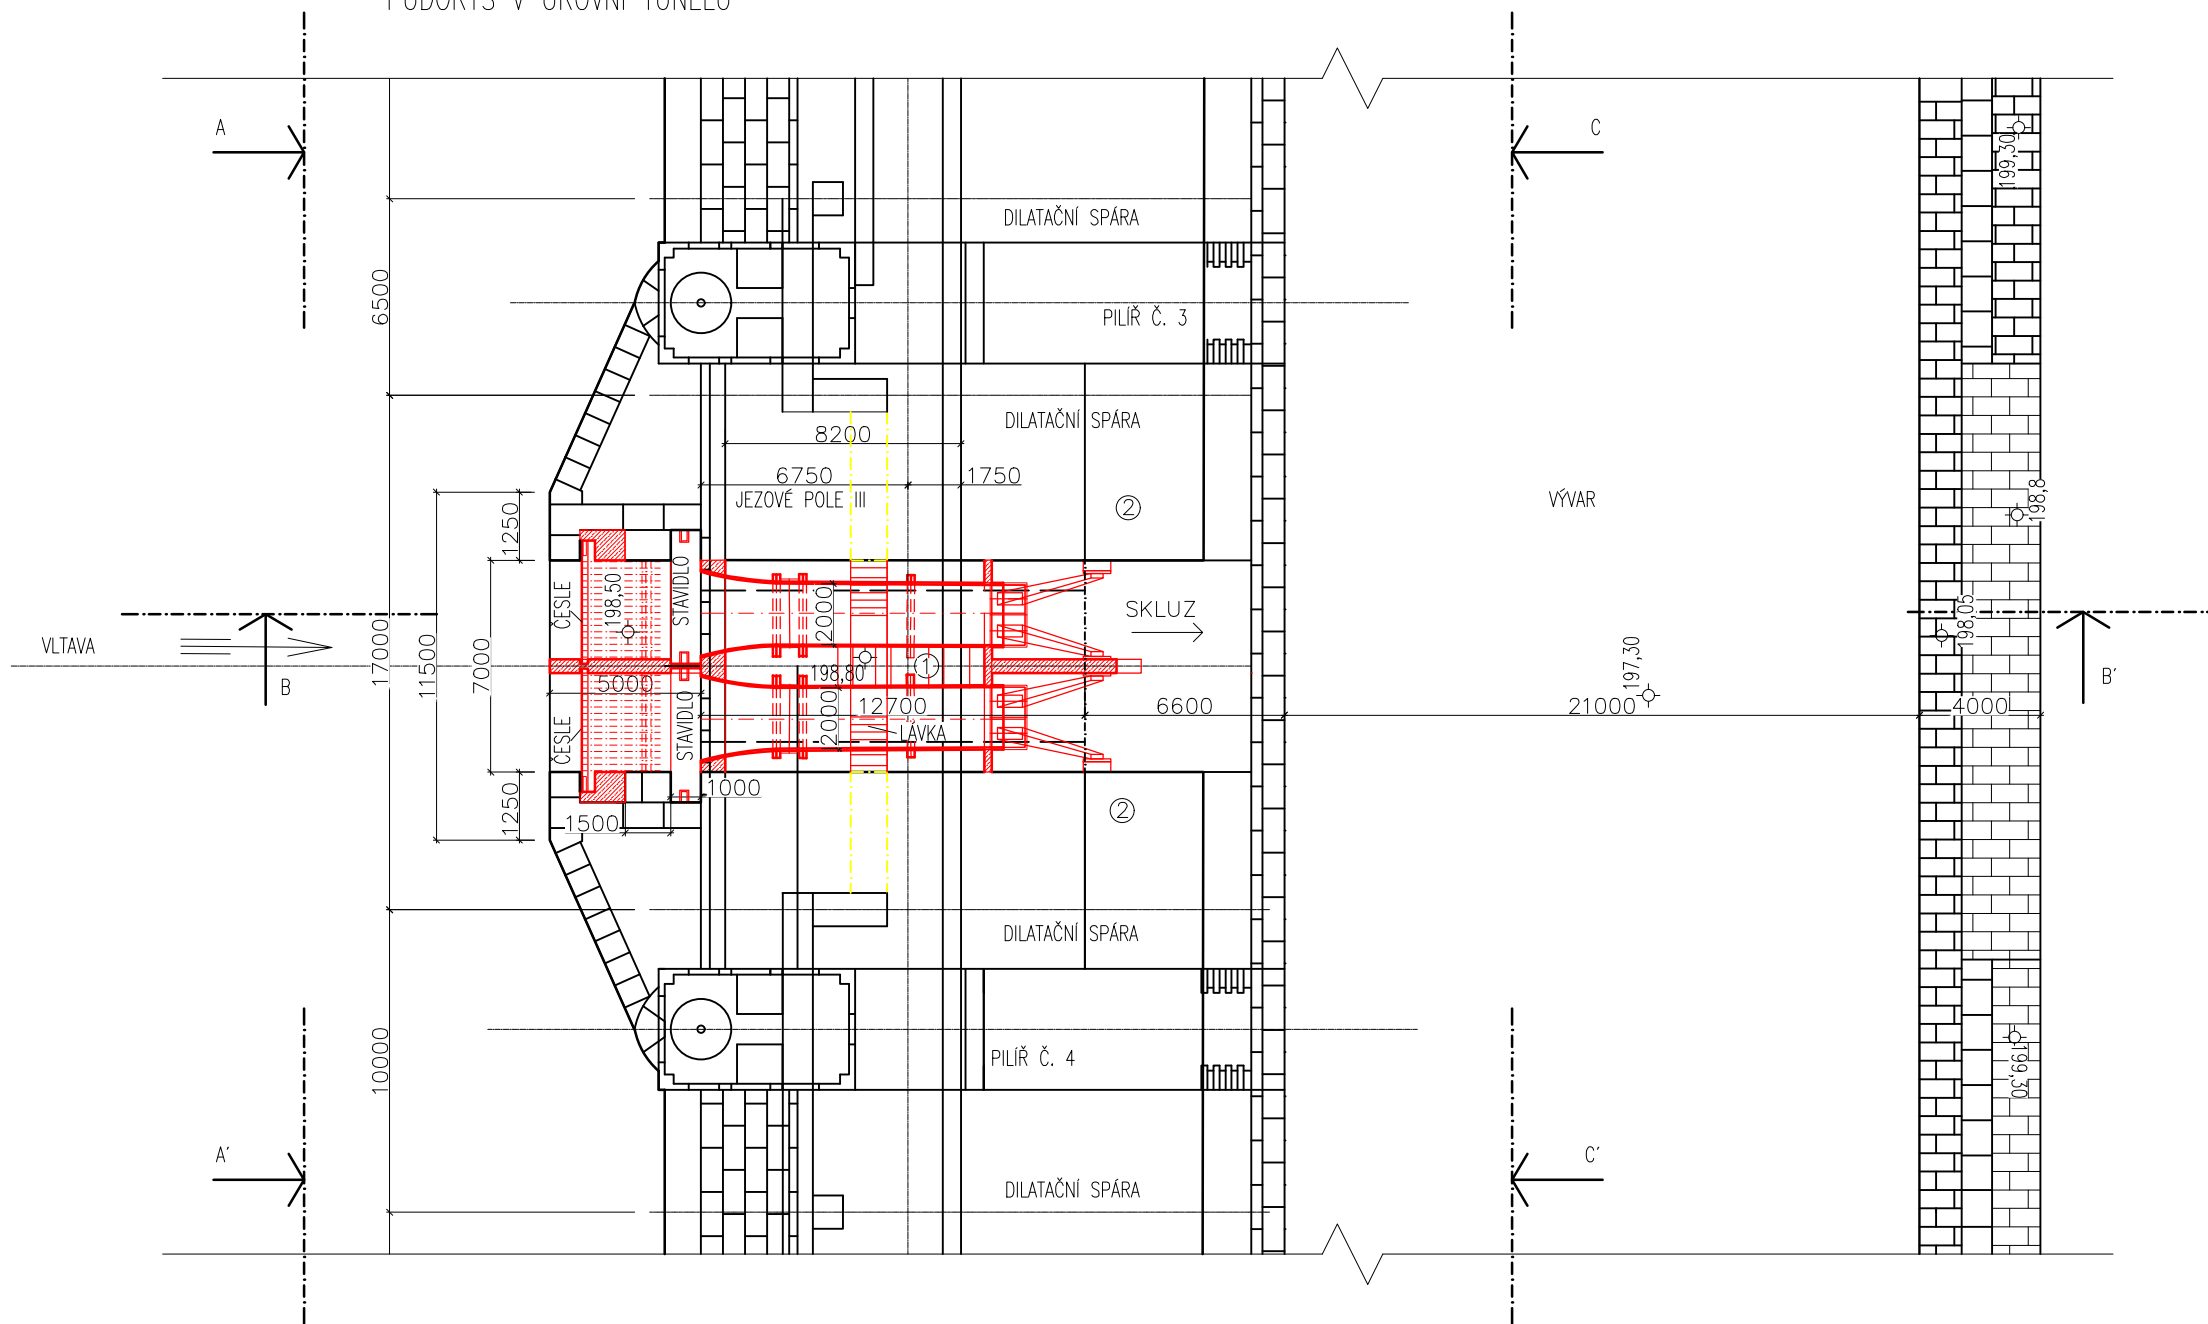 PŮDORYS V ÚROVNI TUNELU
A
C
199,30
DILATAČNÍ SPÁRA
6500
PILÍŘ Č. 3
DILATAČNÍ SPÁRA
8200
6750
1750
JEZOVÉ POLE III
2
VÝVAR
198,8
1250
ČESLE
198,50
STAVIDLO
2000
SKLUZ
198,05
VLTAVA
17000
11500
7000
B
5000
198,80
1
197,30
B'
12700
6600
21000
4000
ČESLE
STAVIDLO
2000
LÁVKA
1000
1250
1500
2
DILATAČNÍ SPÁRA
10000
PILÍŘ Č. 4
199,30
A'
C'
DILATAČNÍ SPÁRA